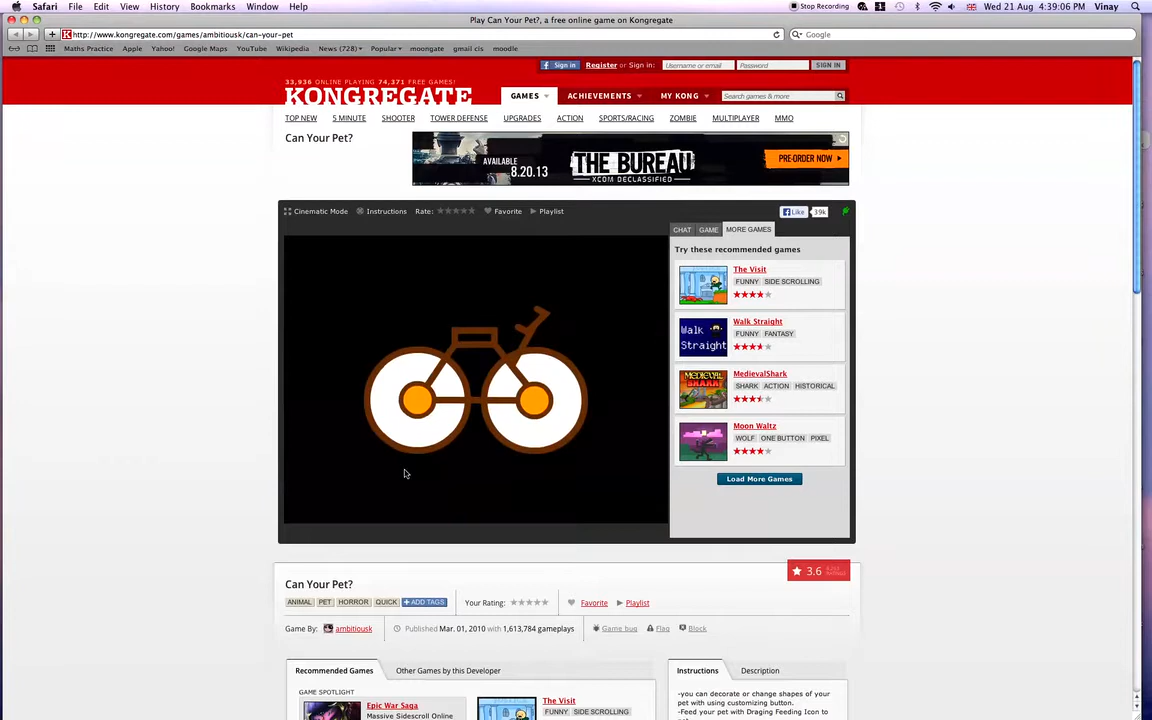 Safari File Edit View History Bookmarks Window Help Stop Recording Wed 21 Aug 4:39:06 PM Vinay
Play Can Your Pet?, a free online game on Kongregate
http://www.kongregate.com/games/ambitiousk/can-your-pet Google
Maths Practice Apple Yahoo! Google Maps YouTube Wikipedia News (728) Popular moongate gmail cis moodle
Sign in Register or Sign in: Username or email Password SIGN IN
33,936 ONLINE PLAYING 74,371 FREE GAMES!
KONGREGATE GAMES ACHIEVEMENTS MY KONG Search games & more
TOP NEW 5 MINUTE SHOOTER TOWER DEFENSE UPGRADES ACTION SPORTS/RACING ZOMBIE MULTIPLAYER MMO
Can Your Pet?
AVAILABLE
8.20.13
THE BUREAU
XCOM DECLASSIFIED
PRE-ORDER NOW
Cinematic Mode Instructions Rate: Favorite Playlist Like 39k
CHAT GAME MORE GAMES
Try these recommended games
The Visit
FUNNY SIDE SCROLLING
Walk Straight
Walk Straight
FUNNY FANTASY
MEDIEVAL SHARK
MedievalShark
SHARK ACTION HISTORICAL
Moon Waltz
WOLF ONE BUTTON PIXEL
Load More Games
Can Your Pet? 3.6
ANIMAL PET HORROR QUICK + ADD TAGS Your Rating: Favorite Playlist
Game By: ambitiousk Published Mar. 01, 2010 with 1,613,784 gameplays Game bug Flag Block
Recommended Games Other Games by this Developer Instructions Description
GAME SPOTLIGHT
Epic War Saga
Massive Sidescroll Online
The Visit
FUNNY SIDE SCROLLING
-you can decorate or change shapes of your
pet with using customizing button.
-Feed your pet with Draging Feeding Icon to